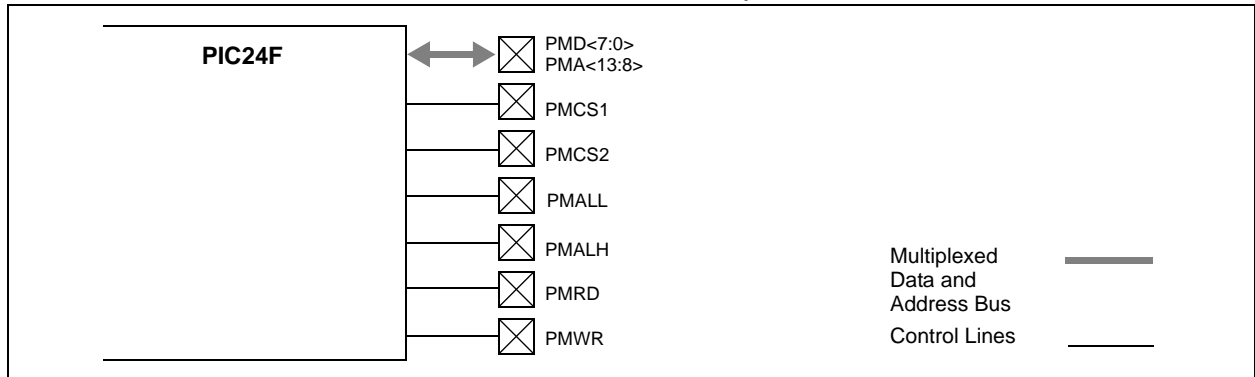 PIC24F
PMD<7:0>
PMA<13:8>
PMCS1
PMCS2
PMALL
PMALH
PMRD
PMWR
Multiplexed
Data and
Address Bus
Control Lines